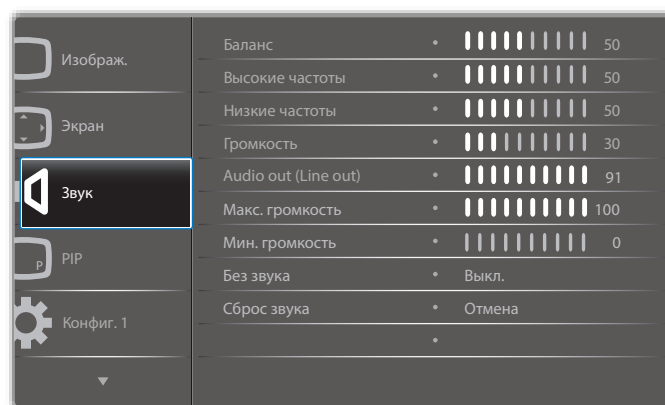 Изображ.
Экран
Звук
P
PIP
Конфиг. 1
Баланс • 50
Высокие частоты • 50
Низкие частоты • 50
Громкость • 30
Audio out (Line out) • 91
Макс. громкость • 100
Мин. громкость • 0
Без звука • Выкл.
Сброс звука • Отмена
•